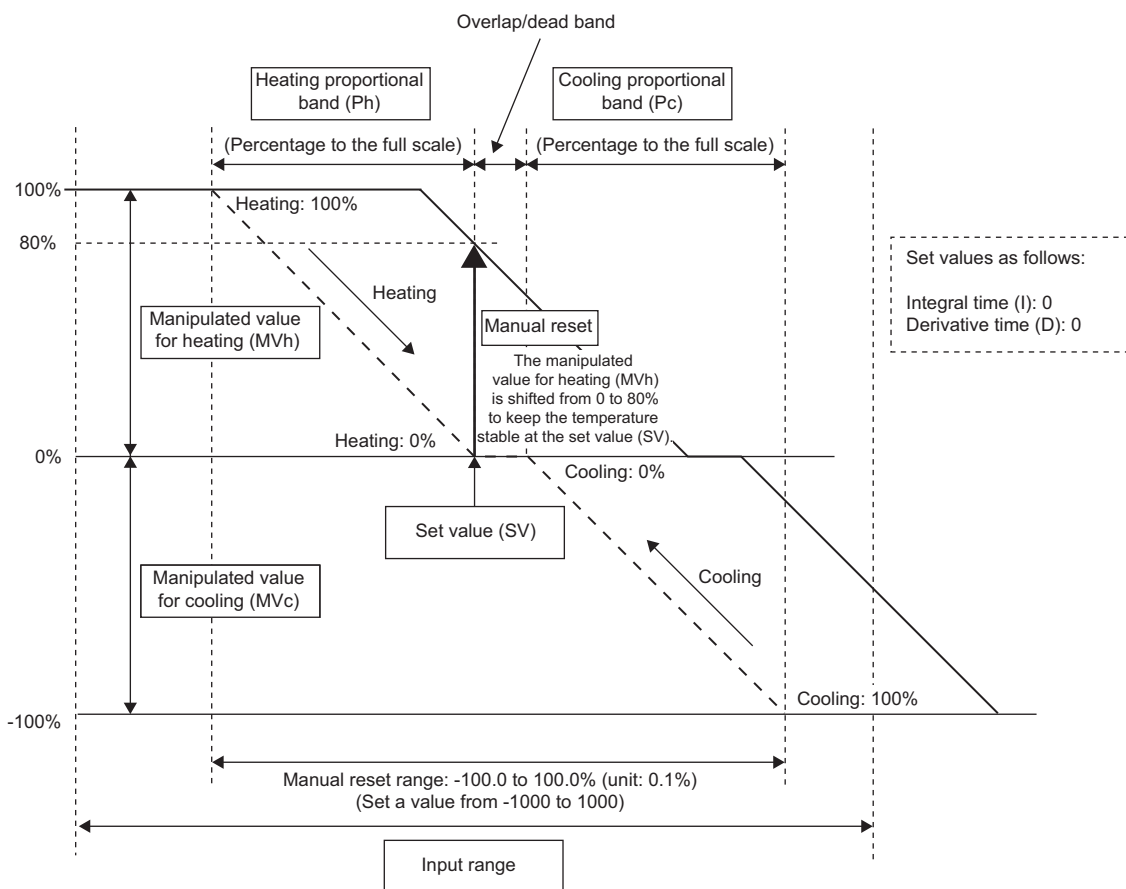 Overlap/dead band
Heating proportional
band (Ph)
Cooling proportional
band (Pc)
(Percentage to the full scale)
(Percentage to the full scale)
100%
Heating: 100%
80%
Heating
Set values as follows:
Integral time (I): 0
Derivative time (D): 0
Manipulated value
for heating (MVh)
Manual reset
The manipulated
value for heating (MVh)
is shifted from 0 to 80%
to keep the temperature
stable at the set value (SV).
Heating: 0%
0%
Cooling: 0%
Set value (SV)
Manipulated value
for cooling (MVc)
Cooling
Cooling: 100%
-100%
Manual reset range: -100.0 to 100.0% (unit: 0.1%)
(Set a value from -1000 to 1000)
Input range